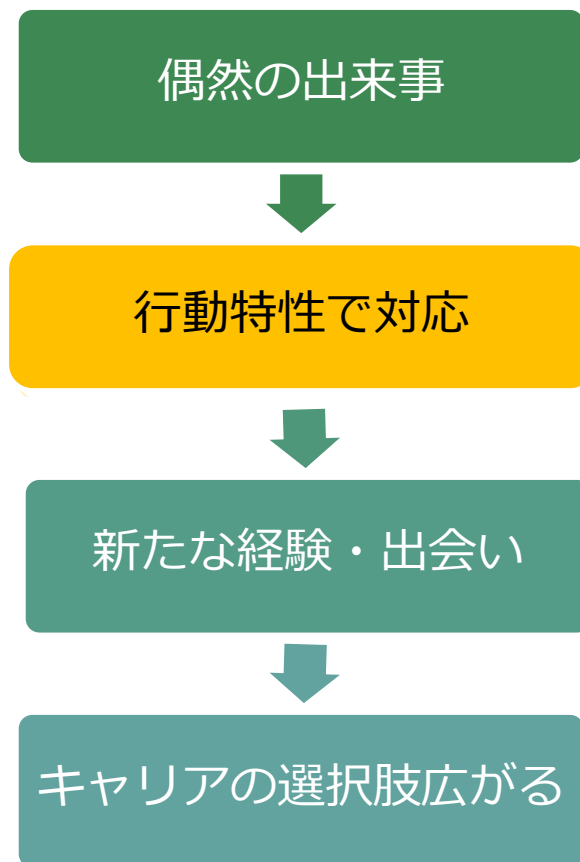 偶然の出来事
行動特性で対応
新たな経験・出会い
キャリアの選択肢広がる